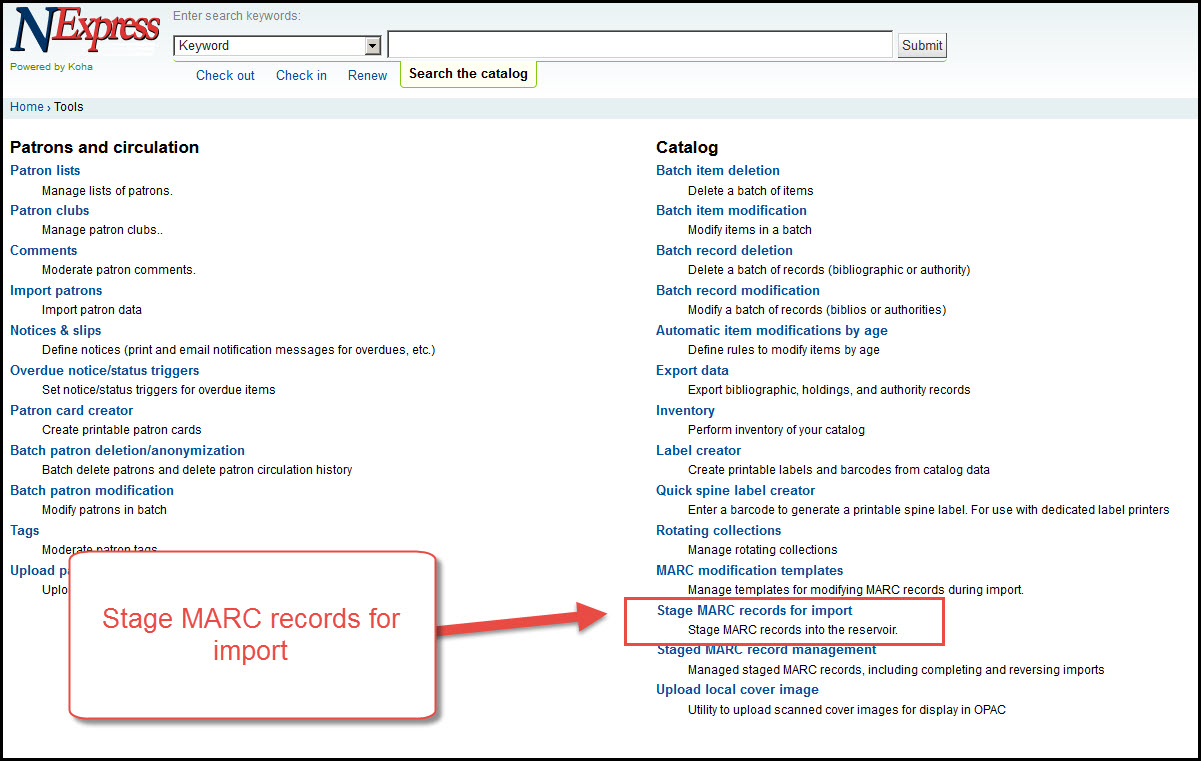 NExpress
Powered by Koha
Enter search keywords:
Keyword
Submit
Check out
Check in
Renew
Search the catalog
Home › Tools
Patrons and circulation
Patron lists
Manage lists of patrons.
Patron clubs
Manage patron clubs..
Comments
Moderate patron comments.
Import patrons
Import patron data
Notices & slips
Define notices (print and email notification messages for overdues, etc.)
Overdue notice/status triggers
Set notice/status triggers for overdue items
Patron card creator
Create printable patron cards
Batch patron deletion/anonymization
Batch delete patrons and delete patron circulation history
Batch patron modification
Modify patrons in batch
Tags
Moderate patron tags
Upload
Stage MARC records for
import
Catalog
Batch item deletion
Delete a batch of items
Batch item modification
Modify items in a batch
Batch record deletion
Delete a batch of records (bibliographic or authority)
Batch record modification
Modify a batch of records (biblios or authorities)
Automatic item modifications by age
Define rules to modify items by age
Export data
Export bibliographic, holdings, and authority records
Inventory
Perform inventory of your catalog
Label creator
Create printable labels and barcodes from catalog data
Quick spine label creator
Enter a barcode to generate a printable spine label. For use with dedicated label printers
Rotating collections
Manage rotating collections
MARC modification templates
Manage templates for modifying MARC records during import.
Stage MARC records for import
Stage MARC records into the reservoir.
Staged MARC record management
Managed staged MARC records, including completing and reversing imports
Upload local cover image
Utility to upload scanned cover images for display in OPAC